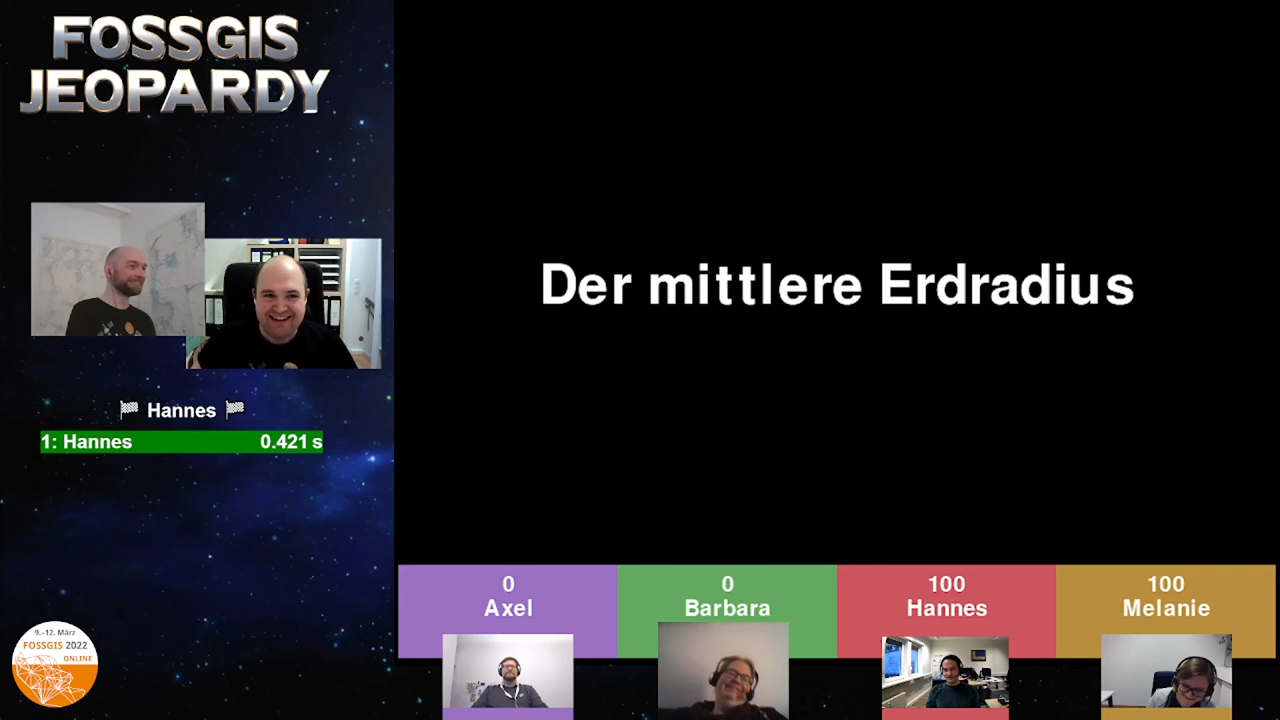 FOSSGIS
JEOPARDY
Der mittlere Erdradius
Hannes
1: Hannes 0.421 s
0
Axel
0
Barbara
100
Hannes
100
Melanie
9.–12. März
FOSSGIS 2022
ONLINE